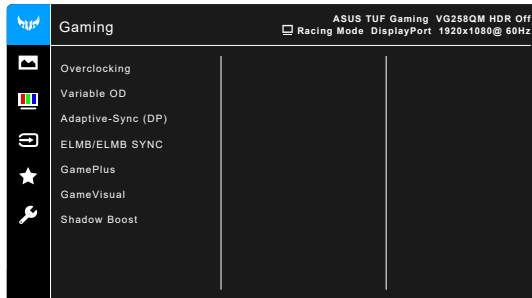 Gaming
ASUS TUF Gaming VG258QM HDR Off
Racing Mode DisplayPort 1920x1080@ 60Hz
Overclocking
Variable OD
Adaptive-Sync (DP)
ELMB/ELMB SYNC
GamePlus
GameVisual
Shadow Boost